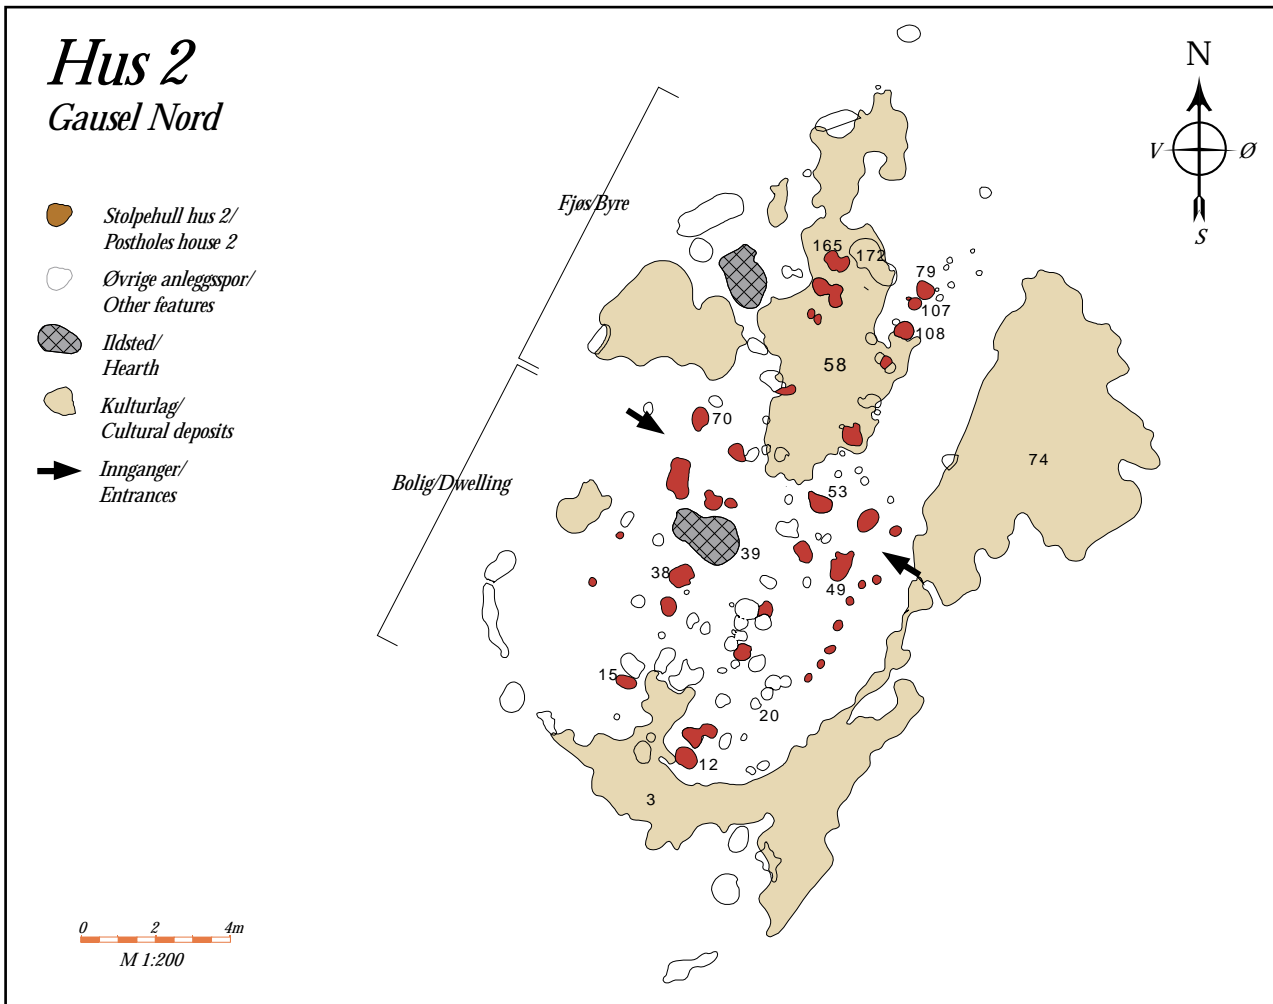 Hus 2
Gausel Nord
Stolpehull hus 2/
Postholes house 2
Øvrige anleggsspor/
Other features
Ildsted/
Hearth
Kulturlag/
Cultural deposits
Innganger/
Entrances
Fjøs/Byre
Bolig/Dwelling
N
V
Ø
S
165
172
79
107
108
58
70
74
53
39
38
49
15
20
12
3
0 2 4m
M 1:200